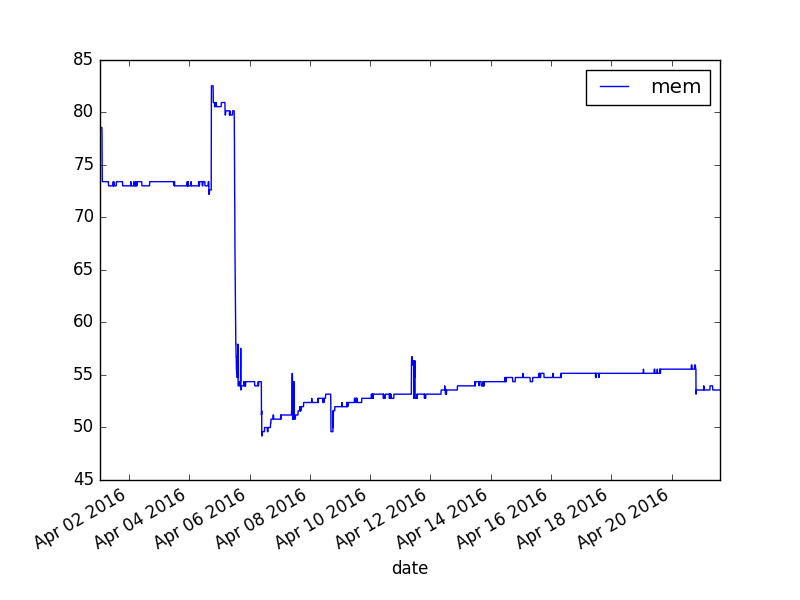 85
80
75
70
65
60
55
50
45
mem
Apr 02 2016
Apr 04 2016
Apr 06 2016
Apr 08 2016
Apr 10 2016
Apr 12 2016
Apr 14 2016
Apr 16 2016
Apr 18 2016
Apr 20 2016
date